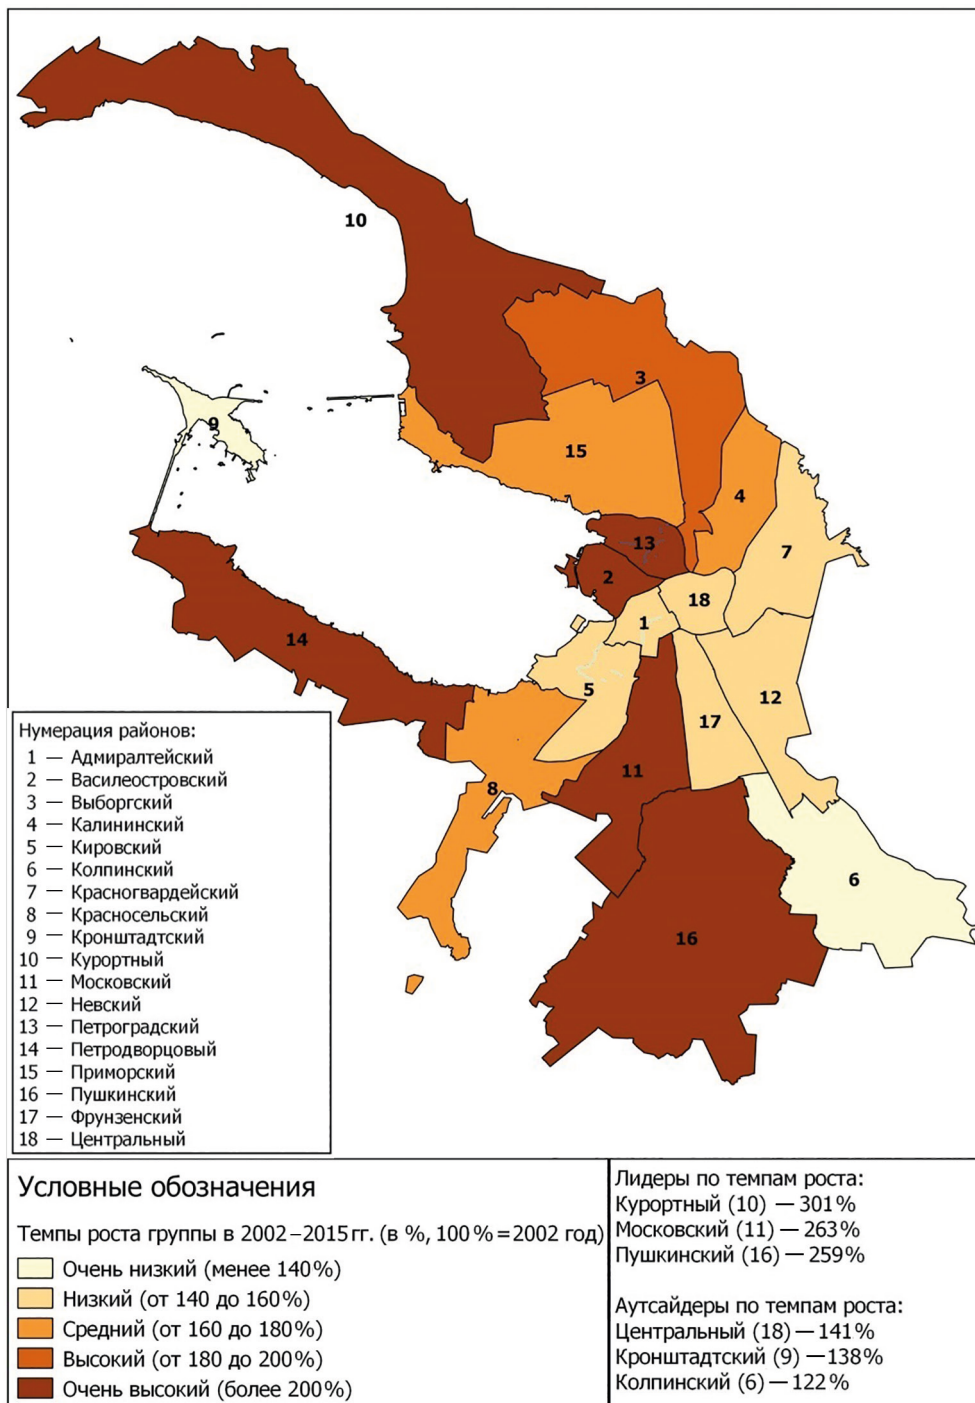 10
3
9
15
4
13
7
2
18
1
14
5
12
17
11
8
6
16
Нумерация районов:
1 — Адмиралтейский
2 — Василеостровский
3 — Выборгский
4 — Калининский
5 — Кировский
6 — Колпинский
7 — Красногвардейский
8 — Красносельский
9 — Кронштадтский
10 — Курортный
11 — Московский
12 — Невский
13 — Петроградский
14 — Петродворцовый
15 — Приморский
16 — Пушкинский
17 — Фрунзенский
18 — Центральный
Условные обозначения
Темпы роста группы в 2002–2015 гг. (в %, 100 % = 2002 год)
Очень низкий (менее 140 %)
Низкий (от 140 до 160 %)
Средний (от 160 до 180 %)
Высокий (от 180 до 200 %)
Очень высокий (более 200 %)
Лидеры по темпам роста:
Курортный (10) — 301 %
Московский (11) — 263 %
Пушкинский (16) — 259 %
Аутсайдеры по темпам роста:
Центральный (18) — 141 %
Кронштадтский (9) — 138 %
Колпинский (6) — 122 %